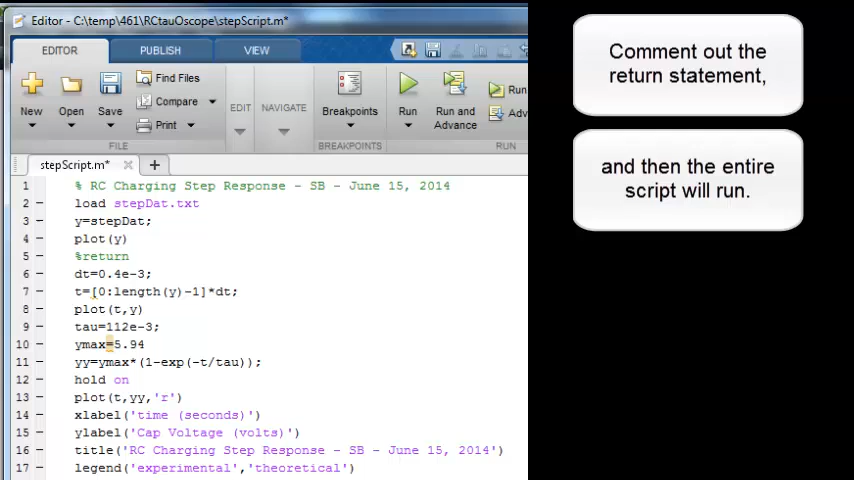 Editor - C:\temp\461\RCtauOscope\stepScript.m*
EDITOR PUBLISH VIEW
New Open Save
Find Files
Compare
Print
EDIT NAVIGATE
Breakpoints
Run
Run and Advance
Run
Adv
FILE BREAKPOINTS RUN
stepScript.m* × +
1 % RC Charging Step Response - SB - June 15, 2014
2 - load stepDat.txt
3 - y=stepDat;
4 - plot(y)
5 - %return
6 - dt=0.4e-3;
7 - t=[0:length(y)-1]*dt;
8 - plot(t,y)
9 - tau=112e-3;
10 - ymax=5.94
11 - yy=ymax*(1-exp(-t/tau));
12 - hold on
13 - plot(t,yy,'r')
14 - xlabel('time (seconds)')
15 - ylabel('Cap Voltage (volts)')
16 - title('RC Charging Step Response - SB - June 15, 2014')
17 - legend('experimental','theoretical')
Comment out the
return statement,
and then the entire
script will run.